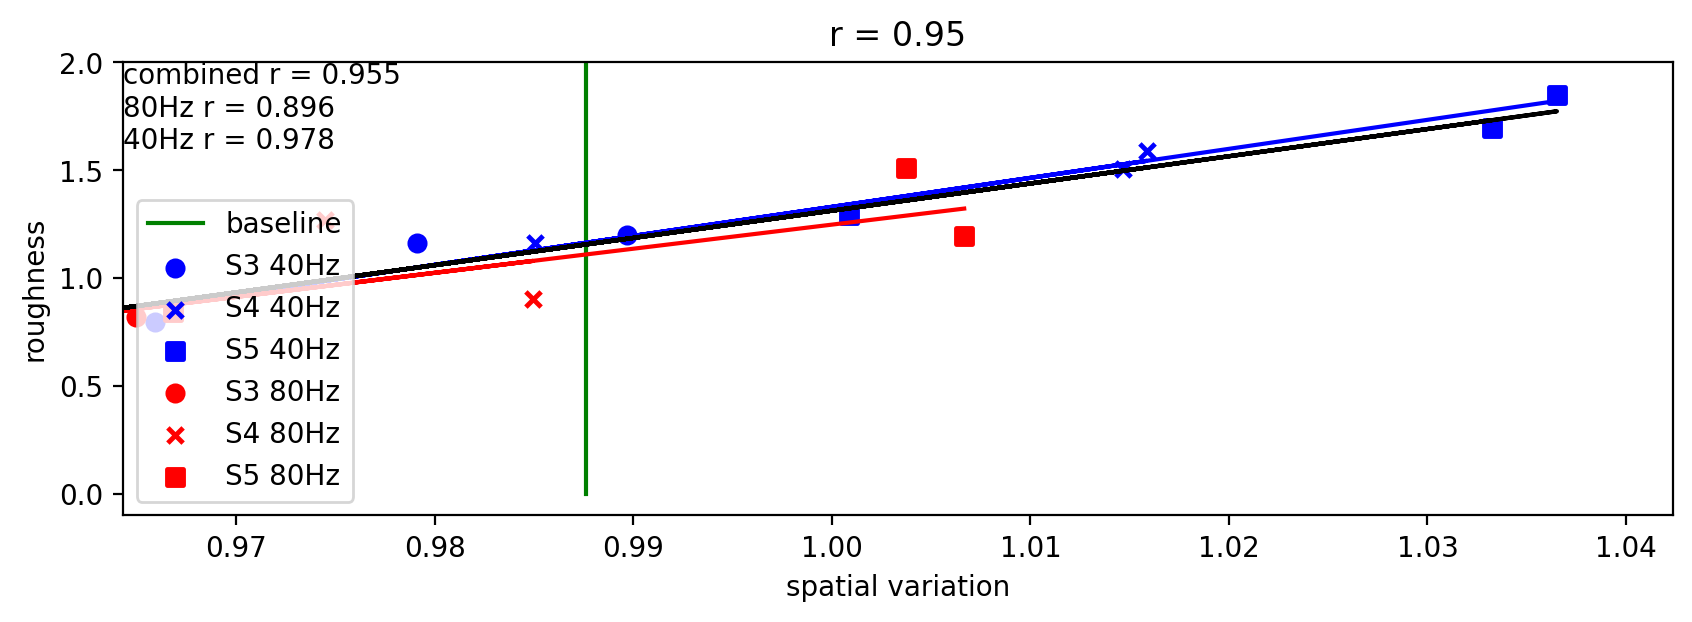 r = 0.95
combined r = 0.955
80Hz r = 0.896
40Hz r = 0.978
2.0
1.5
1.0
0.5
0.0
roughness
baseline
S3 40Hz
S4 40Hz
S5 40Hz
S3 80Hz
S4 80Hz
S5 80Hz
0.97 0.98 0.99 1.00 1.01 1.02 1.03 1.04
spatial variation